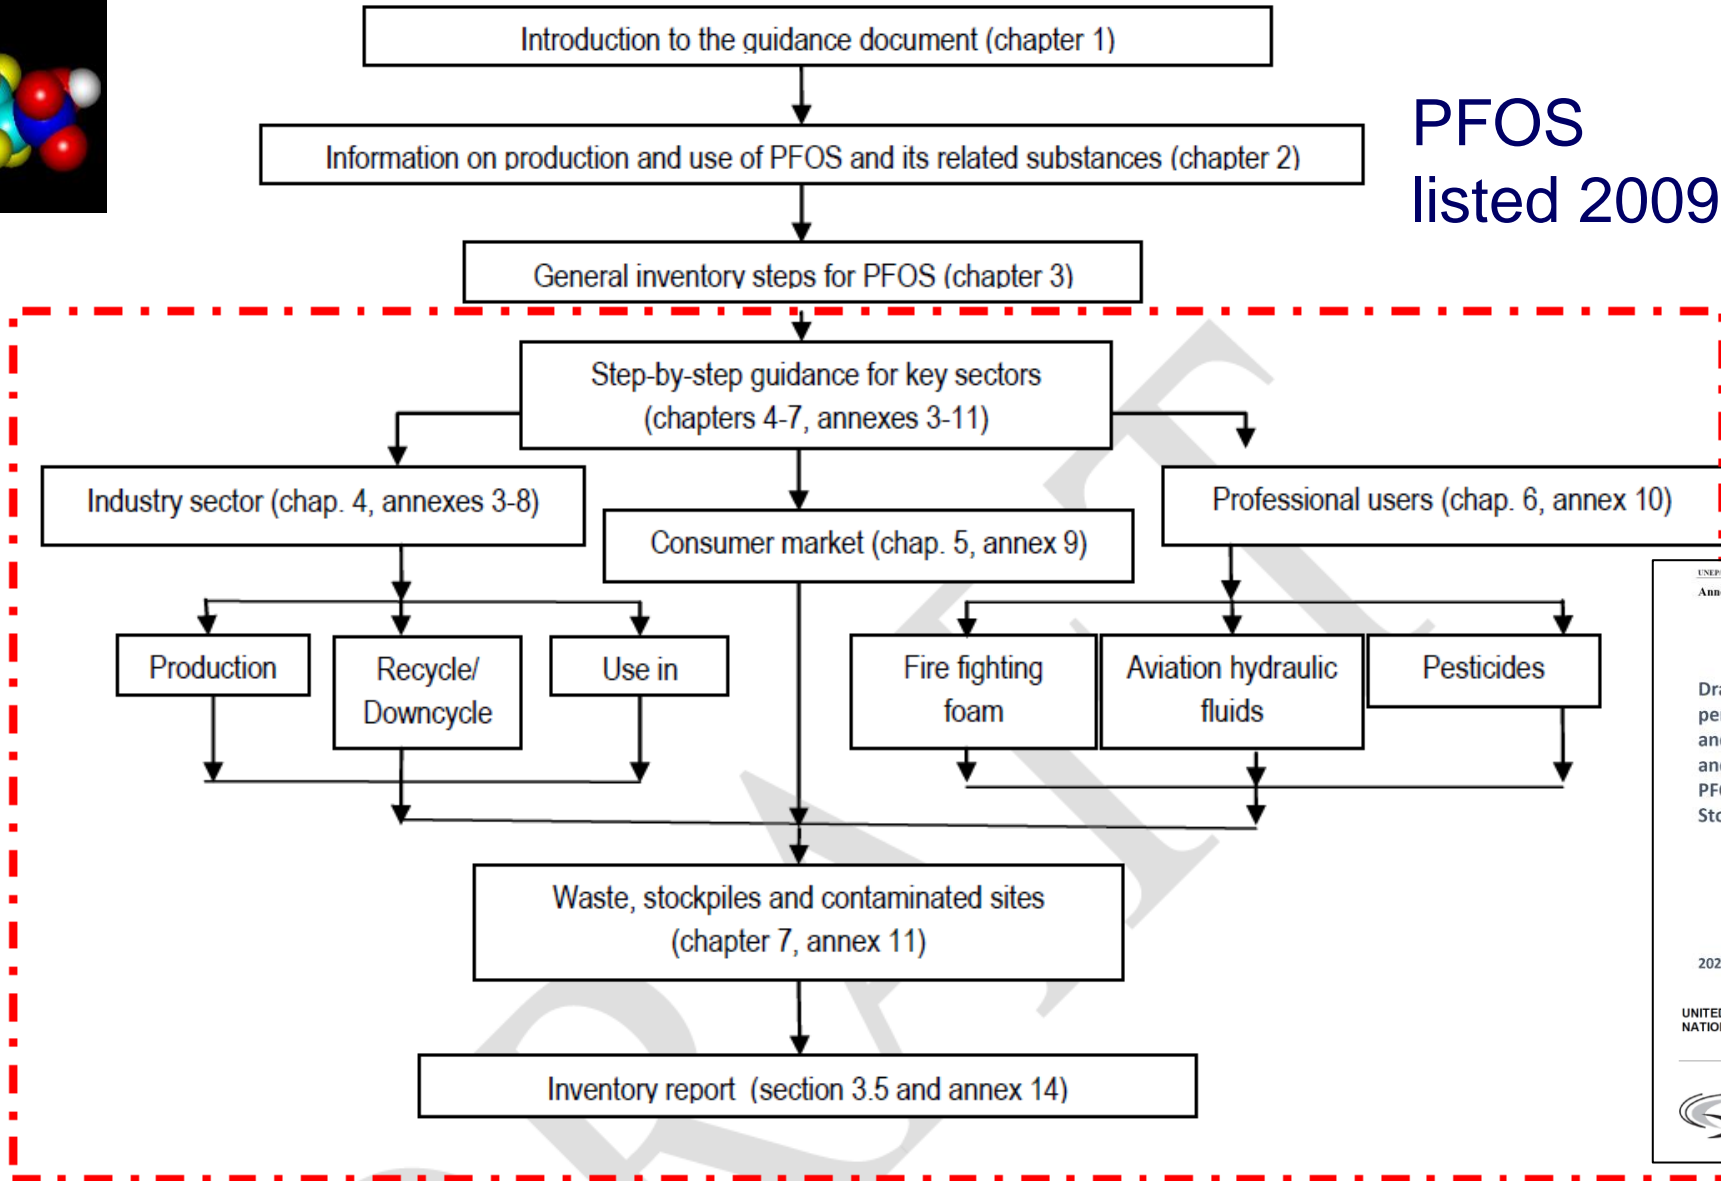 Introduction to the guidance document (chapter 1)
Information on production and use of PFOS and its related substances (chapter 2)
PFOS
listed 2009
General inventory steps for PFOS (chapter 3)
Step-by-step guidance for key sectors
(chapters 4-7, annexes 3-11)
Industry sector (chap. 4, annexes 3-8)
Consumer market (chap. 5, annex 9)
Professional users (chap. 6, annex 10)
Production
Recycle/
Downcycle
Use in
Fire fighting
foam
Aviation hydraulic
fluids
Pesticides
Waste, stockpiles and contaminated sites
(chapter 7, annex 11)
Inventory report (section 3.5 and annex 14)
DRAFT